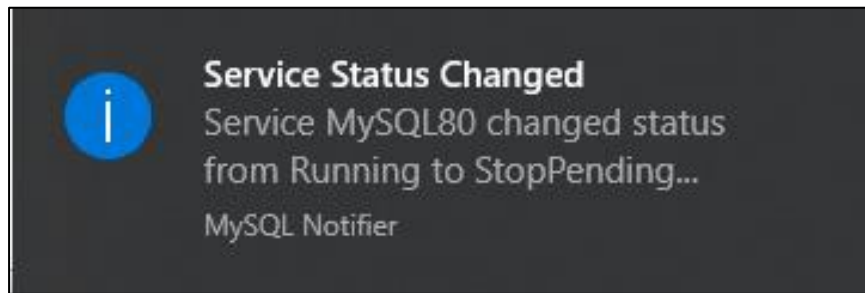 Service Status Changed
Service MySQL80 changed status
from Running to StopPending...
MySQL Notifier